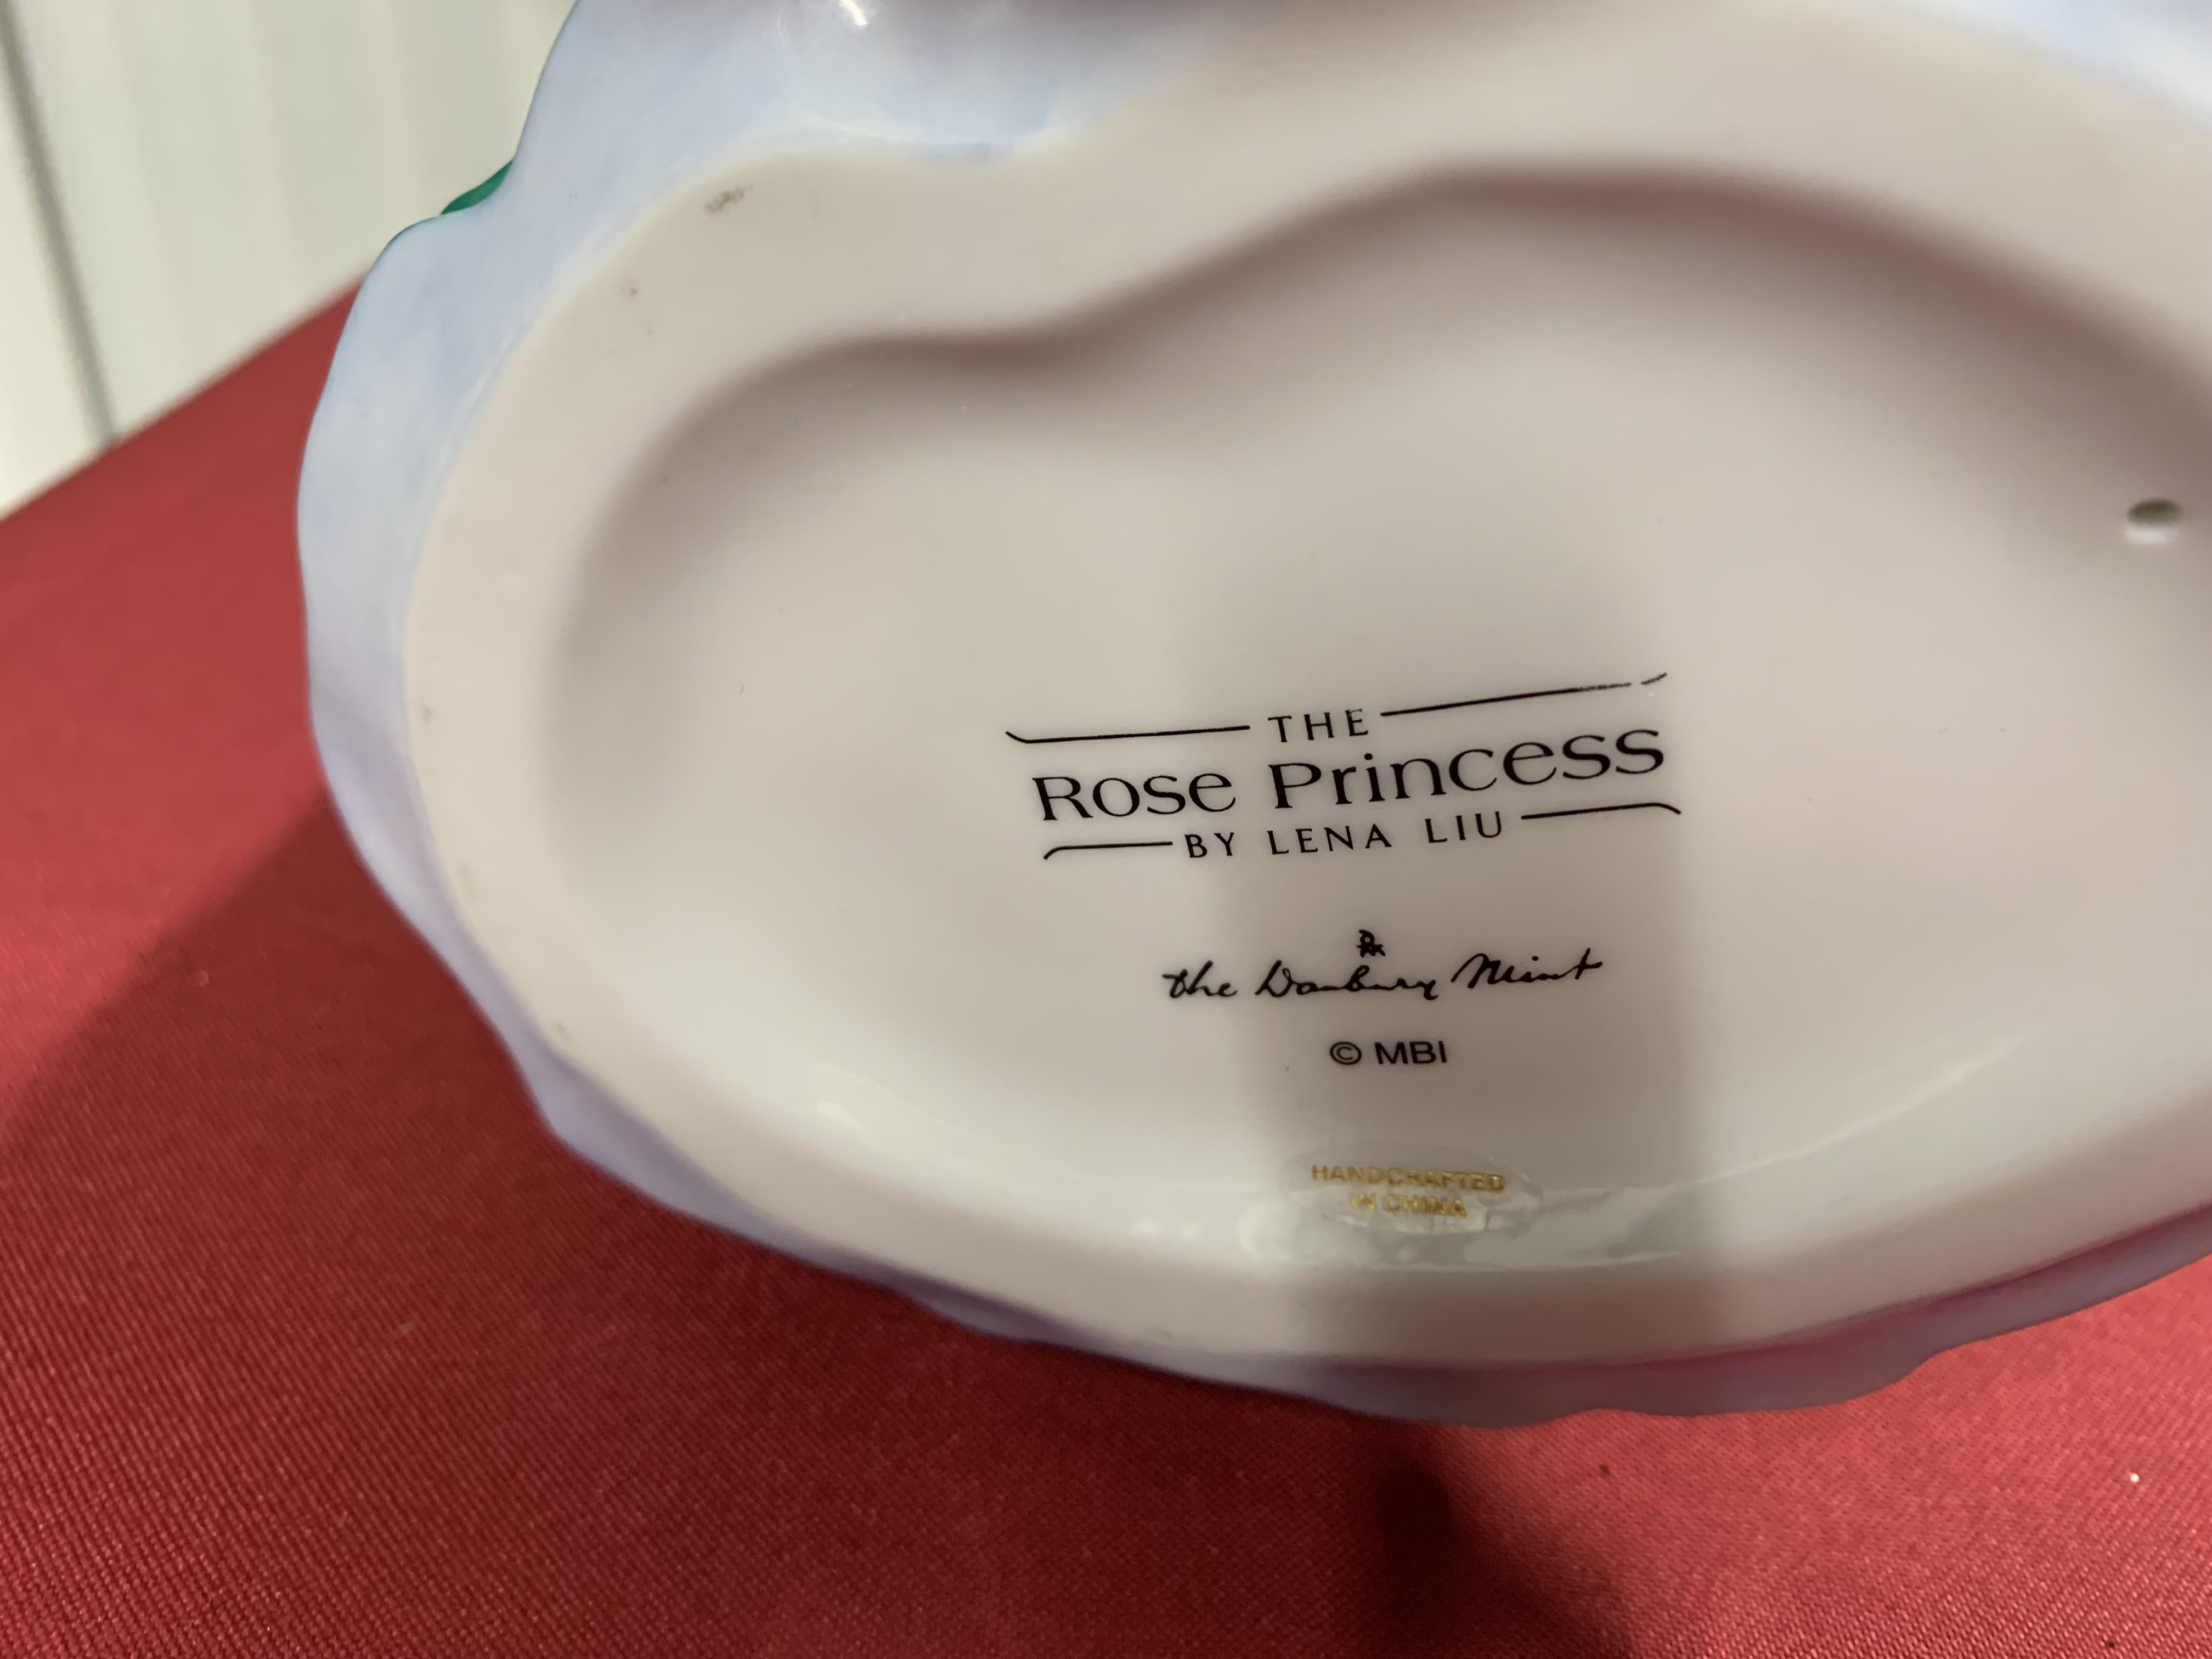 THE
Rose Princess
BY LENA LIU
the Danbury Mint
© MBI
HANDCRAFTED
IN CHINA